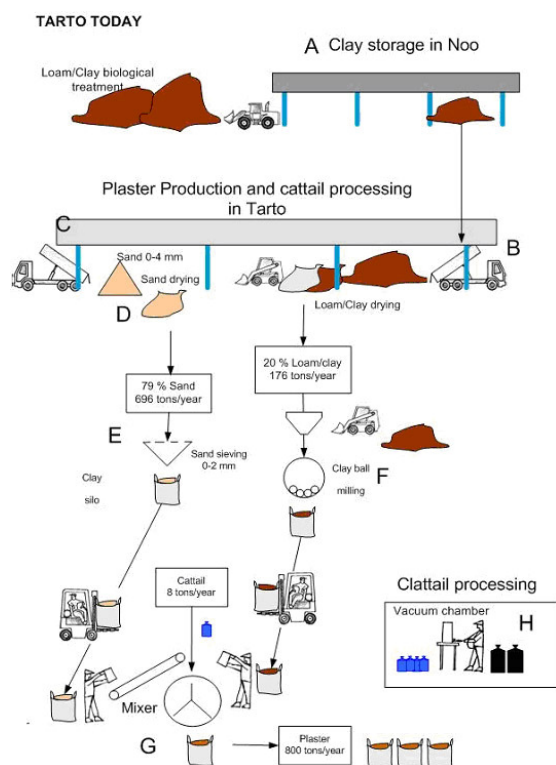 TARTO TODAY
A Clay storage in Noo
Loam/Clay biological
treatment
Plaster Production and cattail processing
in Tarto
C
B
Sand 0-4 mm
Sand drying
D
Loam/Clay drying
79 % Sand
696 tons/year
20 % Loam/clay
176 tons/year
E
Sand sieving
0-2 mm
Clay
silo
Clay ball
milling
F
Cattail
8 tons/year
Clattail processing
Vacuum chamber
H
Mixer
G
Plaster
800 tons/year